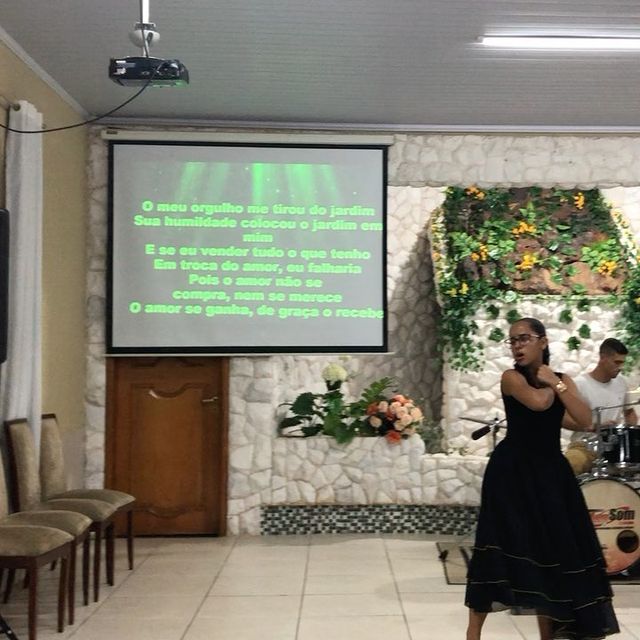 O meu orgulho me tirou do jardim
Sua humildade colocou o jardim em
mim
E se eu vender tudo o que tenho
Em troca do amor, eu falharia
Pois o amor não se
compra, nem se merece
O amor se ganha, de graça o recebe
Som